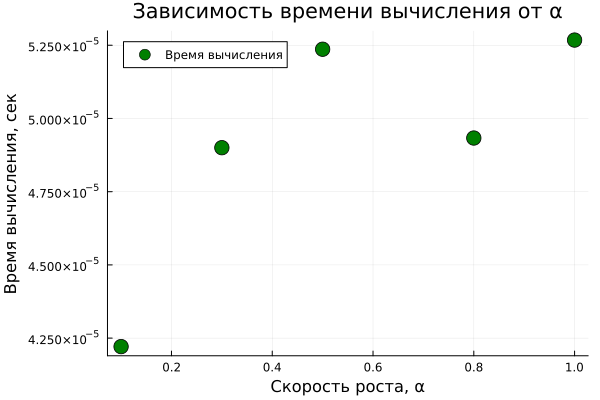 Зависимость времени вычисления от α
Время вычисления
Время вычисления, сек
5.250×10⁻⁵
5.000×10⁻⁵
4.750×10⁻⁵
4.500×10⁻⁵
4.250×10⁻⁵
0.2 0.4 0.6 0.8 1.0
Скорость роста, α